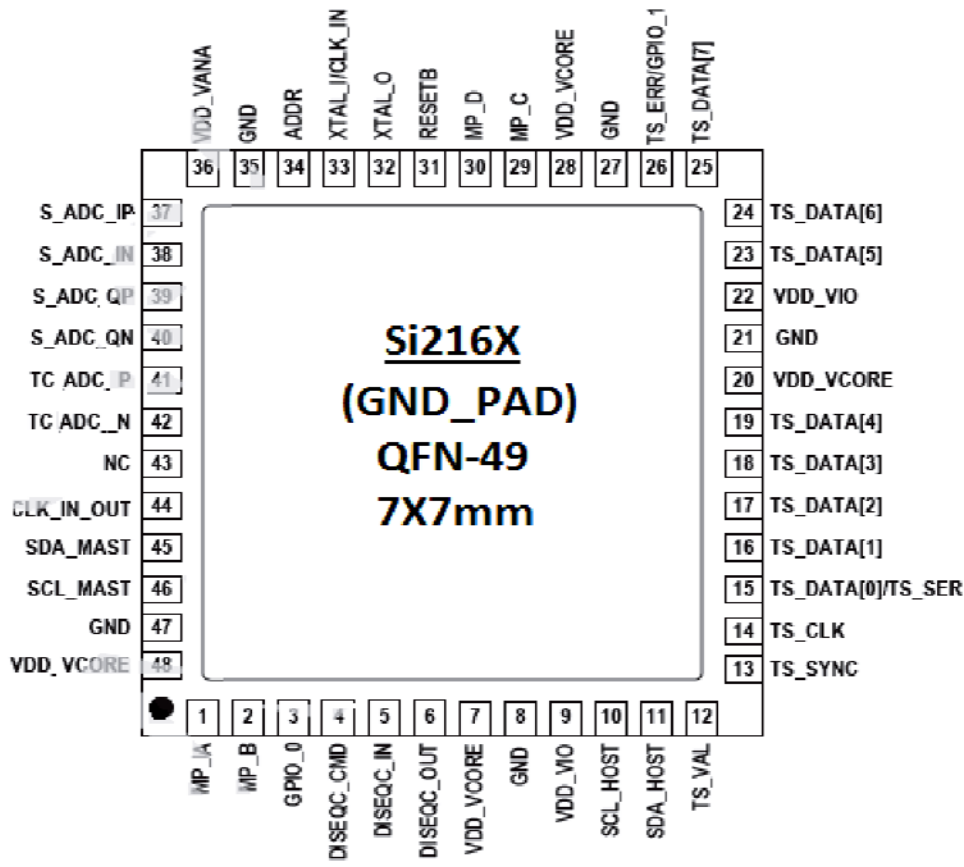 VDD_VANA
GND
ADDR
XTAL_I/CLK_IN
XTAL_O
RESETB
MP_D
MP_C
VDD_VCORE
GND
TS_ERR/GPIO_1
TS_DATA[7]
36 35 34 33 32 31 30 29 28 27 26 25
S_ADC_IP 37
S_ADC_IN 38
S_ADC_QP 39
S_ADC_QN 40
TC ADC_P 41
TC ADC_N 42
NC 43
CLK_IN_OUT 44
SDA_MAST 45
SCL_MAST 46
GND 47
VDD_VCORE 48
Si216X
(GND_PAD)
QFN-49
7X7mm
24 TS_DATA[6]
23 TS_DATA[5]
22 VDD_VIO
21 GND
20 VDD_VCORE
19 TS_DATA[4]
18 TS_DATA[3]
17 TS_DATA[2]
16 TS_DATA[1]
15 TS_DATA[0]/TS_SER
14 TS_CLK
13 TS_SYNC
1 2 3 4 5 6 7 8 9 10 11 12
MP_A
MP_B
GPIO_0
DISEQC_CMD
DISEQC_IN
DISEQC_OUT
VDD_VCORE
GND
VDD_VIO
SCL_HOST
SDA_HOST
TS_VAL